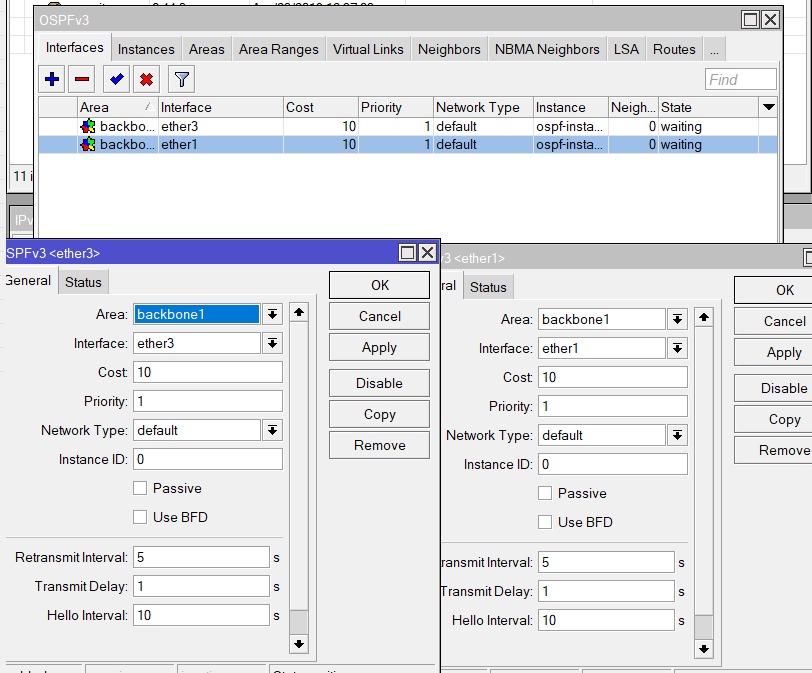 OSPFv3
Interfaces Instances Areas Area Ranges Virtual Links Neighbors NBMA Neighbors LSA Routes ...
Find
Area Interface Cost Priority Network Type Instance Neigh... State
backbo... ether3 10 1 default ospf-insta... 0 waiting
backbo... ether1 10 1 default ospf-insta... 0 waiting
11 i
IPv
SPFv3 <ether3>
General Status
Area: backbone1
Interface: ether3
Cost: 10
Priority: 1
Network Type: default
Instance ID: 0
Passive
Use BFD
Retransmit Interval: 5 s
Transmit Delay: 1 s
Hello Interval: 10 s
OK
Cancel
Apply
Disable
Copy
Remove
v3 <ether1>
ral Status
Area: backbone1
Interface: ether1
Cost: 10
Priority: 1
Network Type: default
Instance ID: 0
Passive
Use BFD
ransmit Interval: 5 s
Transmit Delay: 1 s
Hello Interval: 10 s
OK
Cancel
Apply
Disable
Copy
Remove